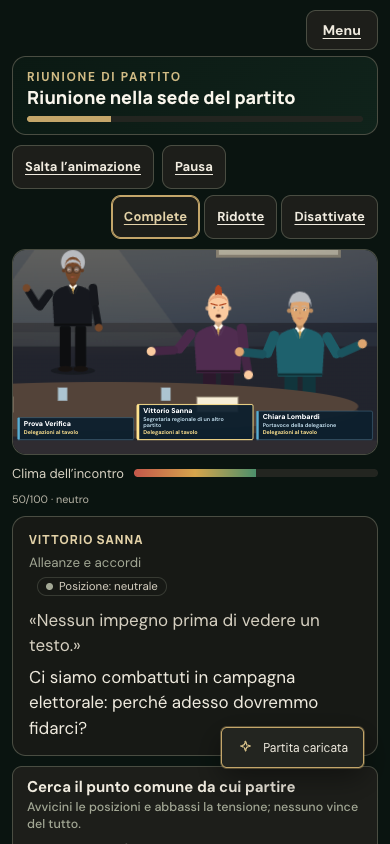 Menu
RIUNIONE DI PARTITO
Riunione nella sede del partito
Salta l’animazione
Pausa
Complete
Ridotte
Disattivate
Prova Verifica
Delegazioni al tavolo
Vittorio Sanna
Segretaria regionale di un altro
partito
Delegazioni al tavolo
Chiara Lombardi
Portavoce della delegazione
Delegazioni al tavolo
Clima dell’incontro
50/100 · neutro
VITTORIO SANNA
Alleanze e accordi
Posizione: neutrale
«Nessun impegno prima di vedere un
testo.»
Ci siamo combattuti in campagna
elettorale: perché adesso dovremmo
fidarci?
Partita caricata
Cerca il punto comune da cui partire
Avvicini le posizioni e abbassi la tensione; nessuno vince
del tutto.